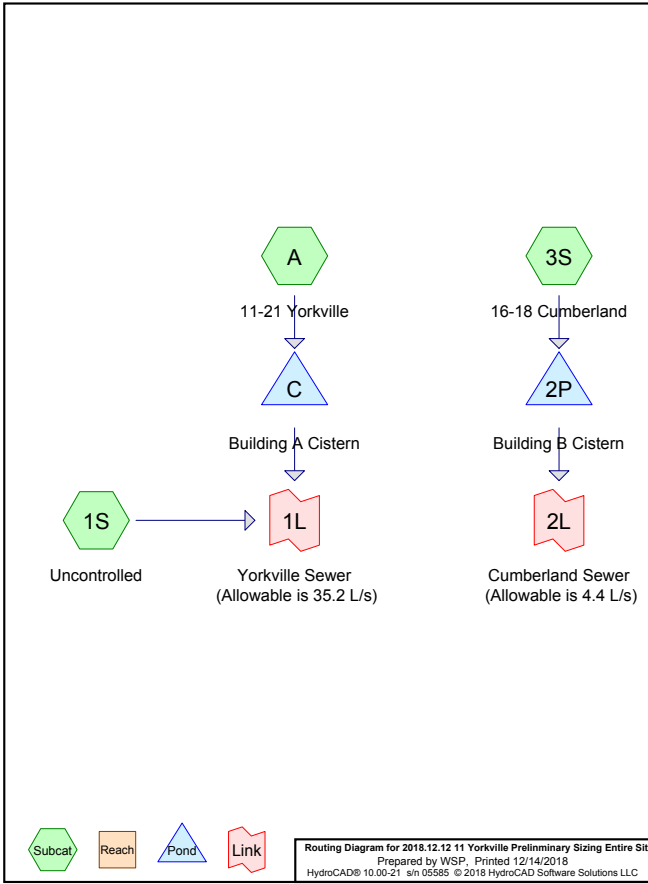 A
3S
11-21 Yorkville
16-18 Cumberland
C
2P
Building A Cistern
Building B Cistern
1S
1L
2L
Uncontrolled
Yorkville Sewer
(Allowable is 35.2 L/s)
Cumberland Sewer
(Allowable is 4.4 L/s)
Subcat
Reach
Pond
Link
Routing Diagram for 2018.12.12 11 Yorkville Prelinminary Sizing Entire Sit
Prepared by WSP, Printed 12/14/2018
HydroCAD® 10.00-21 s/n 05585 © 2018 HydroCAD Software Solutions LLC